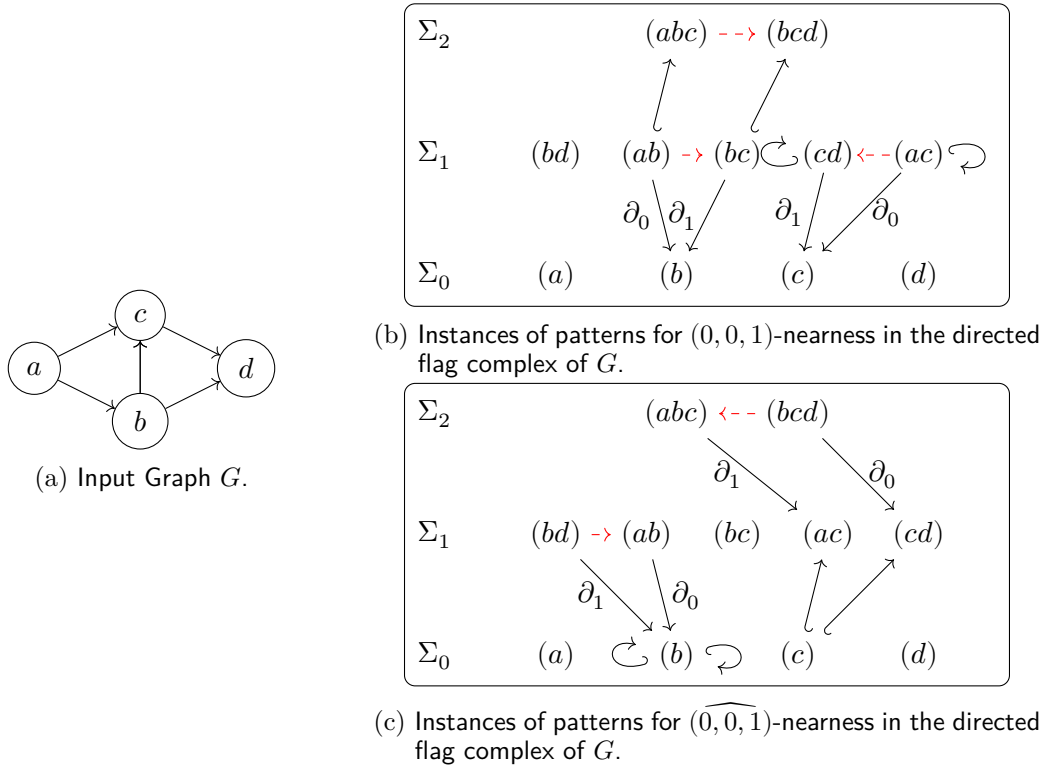 Σ₂ (abc) (bcd)
Σ₁ (bd) (ab) (bc) (cd) (ac)
∂₀ ∂₁ ∂₁ ∂₀
Σ₀ (a) (b) (c) (d)
(b) Instances of patterns for (0, 0, 1)-nearness in the directed
flag complex of G.
c
a d
b
(a) Input Graph G.
Σ₂ (abc) (bcd)
∂₁ ∂₀
Σ₁ (bd) (ab) (bc) (ac) (cd)
∂₁ ∂₀
Σ₀ (a) (b) (c) (d)
(c) Instances of patterns for (\widehat{0, 0, 1})-nearness in the directed
flag complex of G.